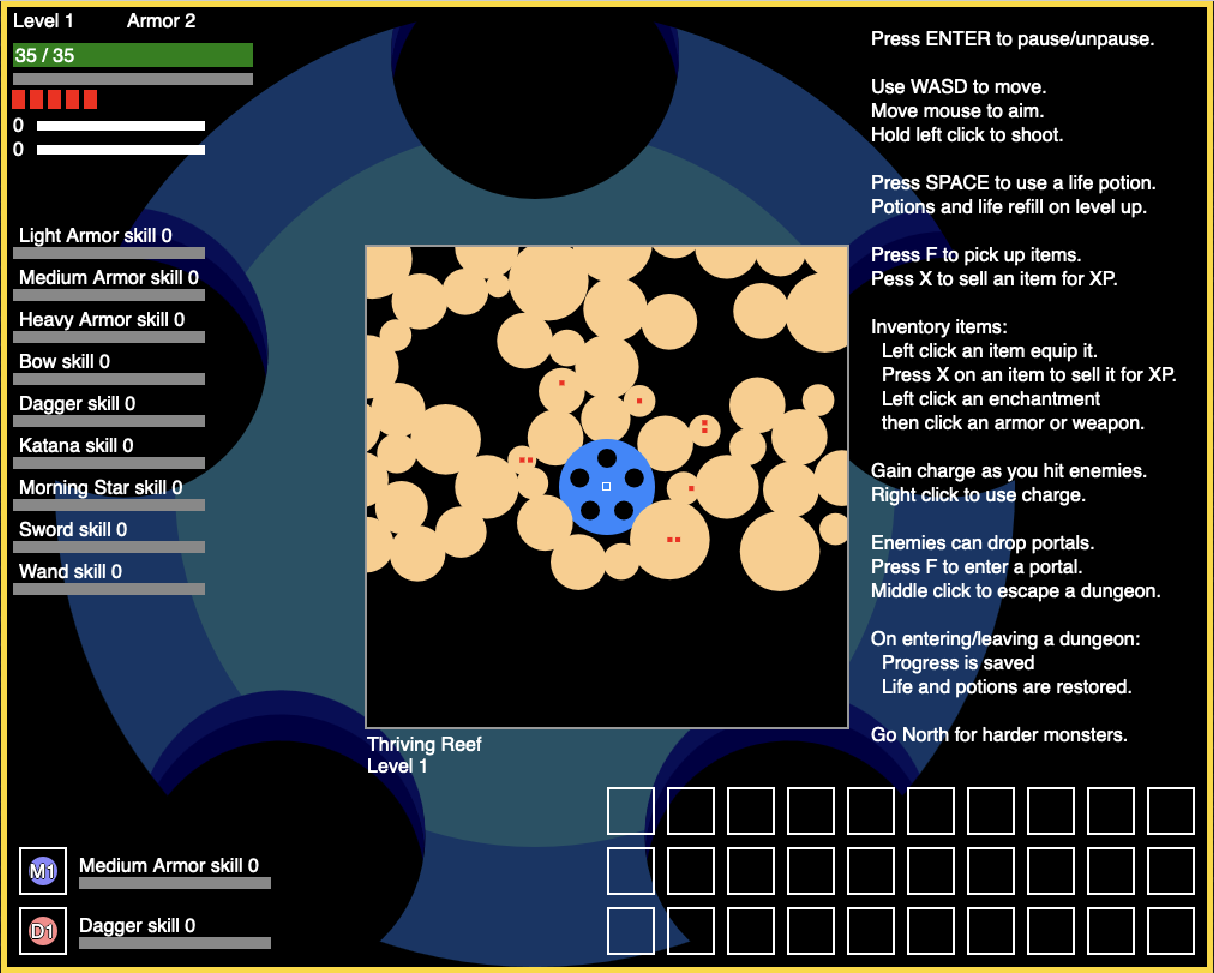 Level 1 Armor 2
35 / 35
0
0
Light Armor skill 0
Medium Armor skill 0
Heavy Armor skill 0
Bow skill 0
Dagger skill 0
Katana skill 0
Morning Star skill 0
Sword skill 0
Wand skill 0
M1 Medium Armor skill 0
D1 Dagger skill 0
Thriving Reef
Level 1
Press ENTER to pause/unpause.
Use WASD to move.
Move mouse to aim.
Hold left click to shoot.
Press SPACE to use a life potion.
Potions and life refill on level up.
Press F to pick up items.
Pess X to sell an item for XP.
Inventory items:
Left click an item equip it.
Press X on an item to sell it for XP.
Left click an enchantment
then click an armor or weapon.
Gain charge as you hit enemies.
Right click to use charge.
Enemies can drop portals.
Press F to enter a portal.
Middle click to escape a dungeon.
On entering/leaving a dungeon:
Progress is saved
Life and potions are restored.
Go North for harder monsters.